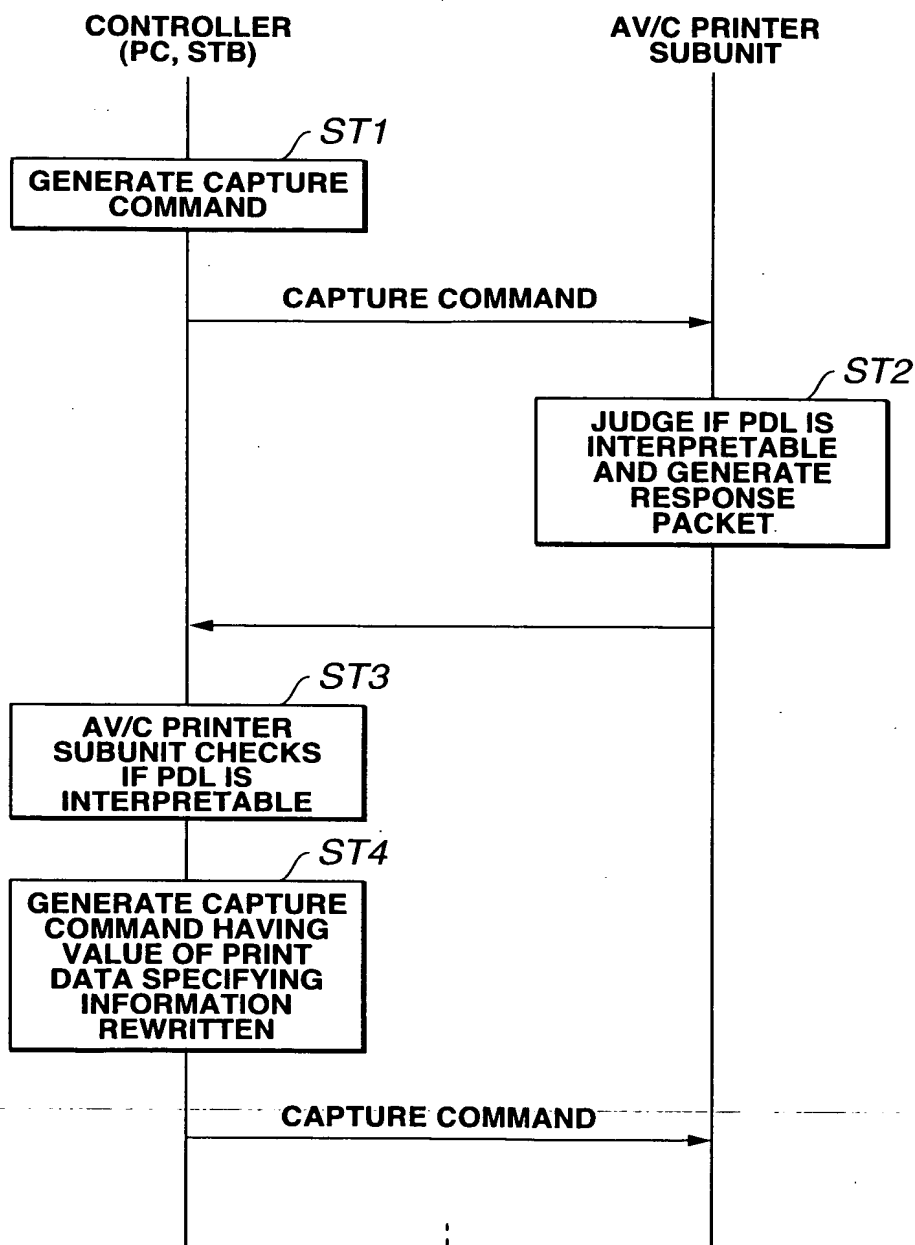 CONTROLLER
(PC, STB)
AV/C PRINTER
SUBUNIT
ST1
GENERATE CAPTURE
COMMAND
CAPTURE COMMAND
ST2
JUDGE IF PDL IS
INTERPRETABLE
AND GENERATE
RESPONSE
PACKET
ST3
AV/C PRINTER
SUBUNIT CHECKS
IF PDL IS
INTERPRETABLE
ST4
GENERATE CAPTURE
COMMAND HAVING
VALUE OF PRINT
DATA SPECIFYING
INFORMATION
REWRITTEN
CAPTURE COMMAND